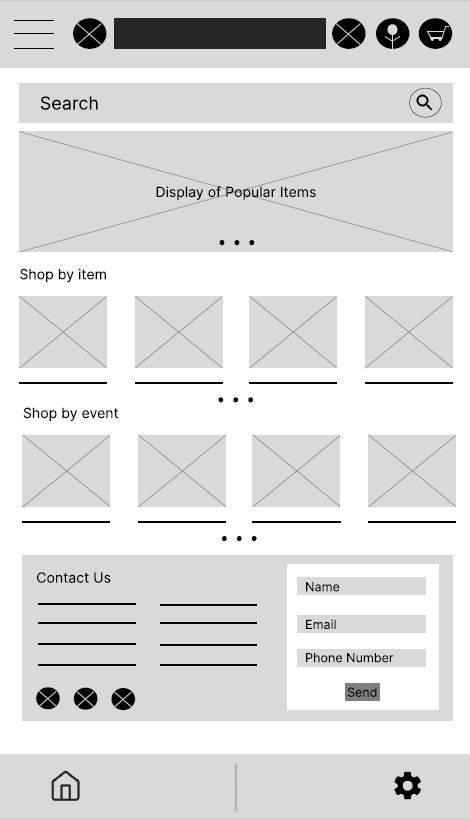 Search
Display of Popular Items
Shop by item
Shop by event
Contact Us
Name
Email
Phone Number
Send